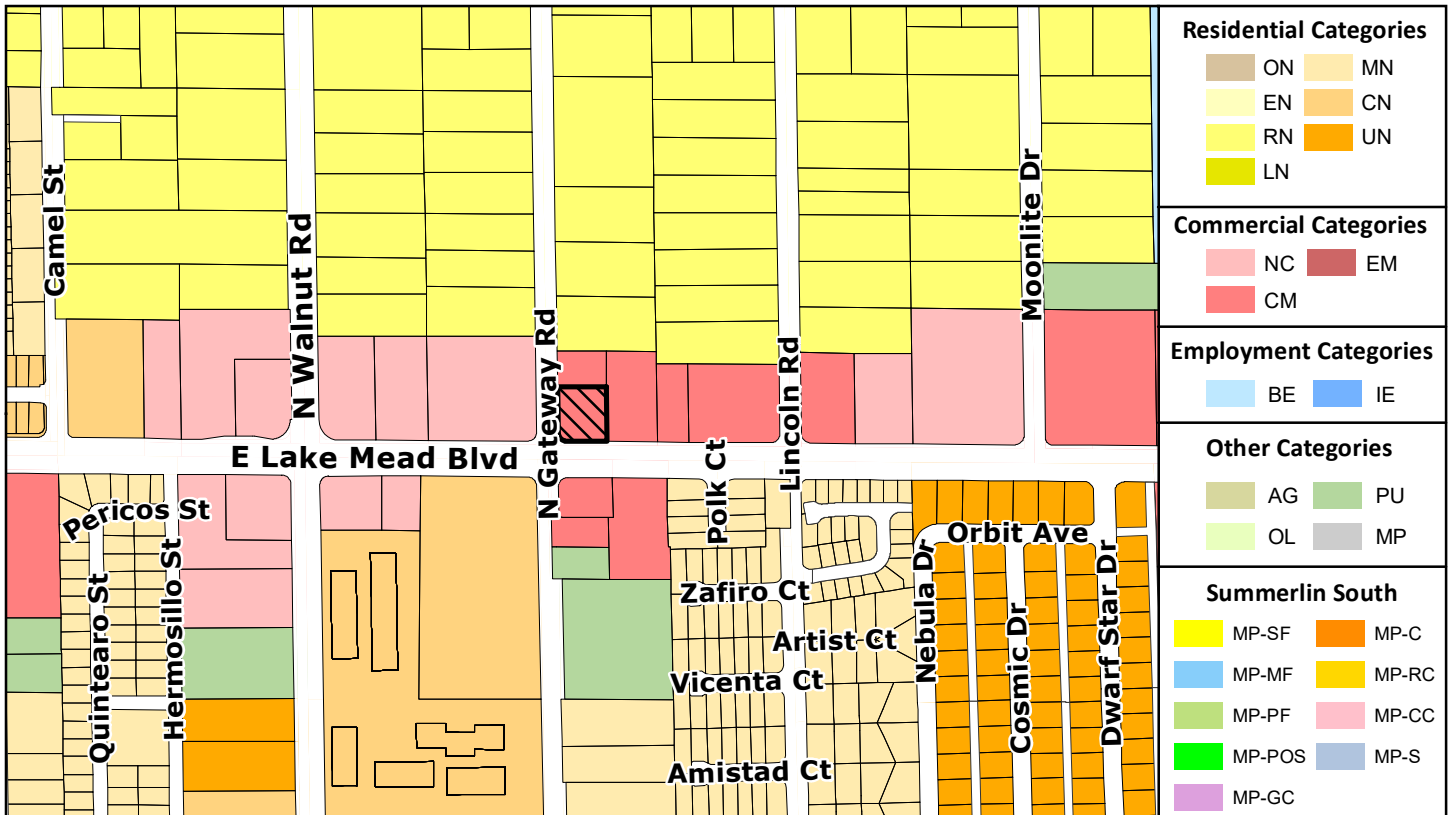 Camel St
N Walnut Rd
N Gateway Rd
Lincoln Rd
Moonlite Dr
E Lake Mead Blvd
Pericos St
Quintearo St
Hermosillo St
Polk Ct
Zafiro Ct
Artist Ct
Vicenta Ct
Amistad Ct
Orbit Ave
Nebula Dr
Cosmic Dr
Dwarf Star Dr
Residential Categories
ON MN
EN CN
RN UN
LN
Commercial Categories
NC EM
CM
Employment Categories
BE IE
Other Categories
AG PU
OL MP
Summerlin South
MP-SF MP-C
MP-MF MP-RC
MP-PF MP-CC
MP-POS MP-S
MP-GC